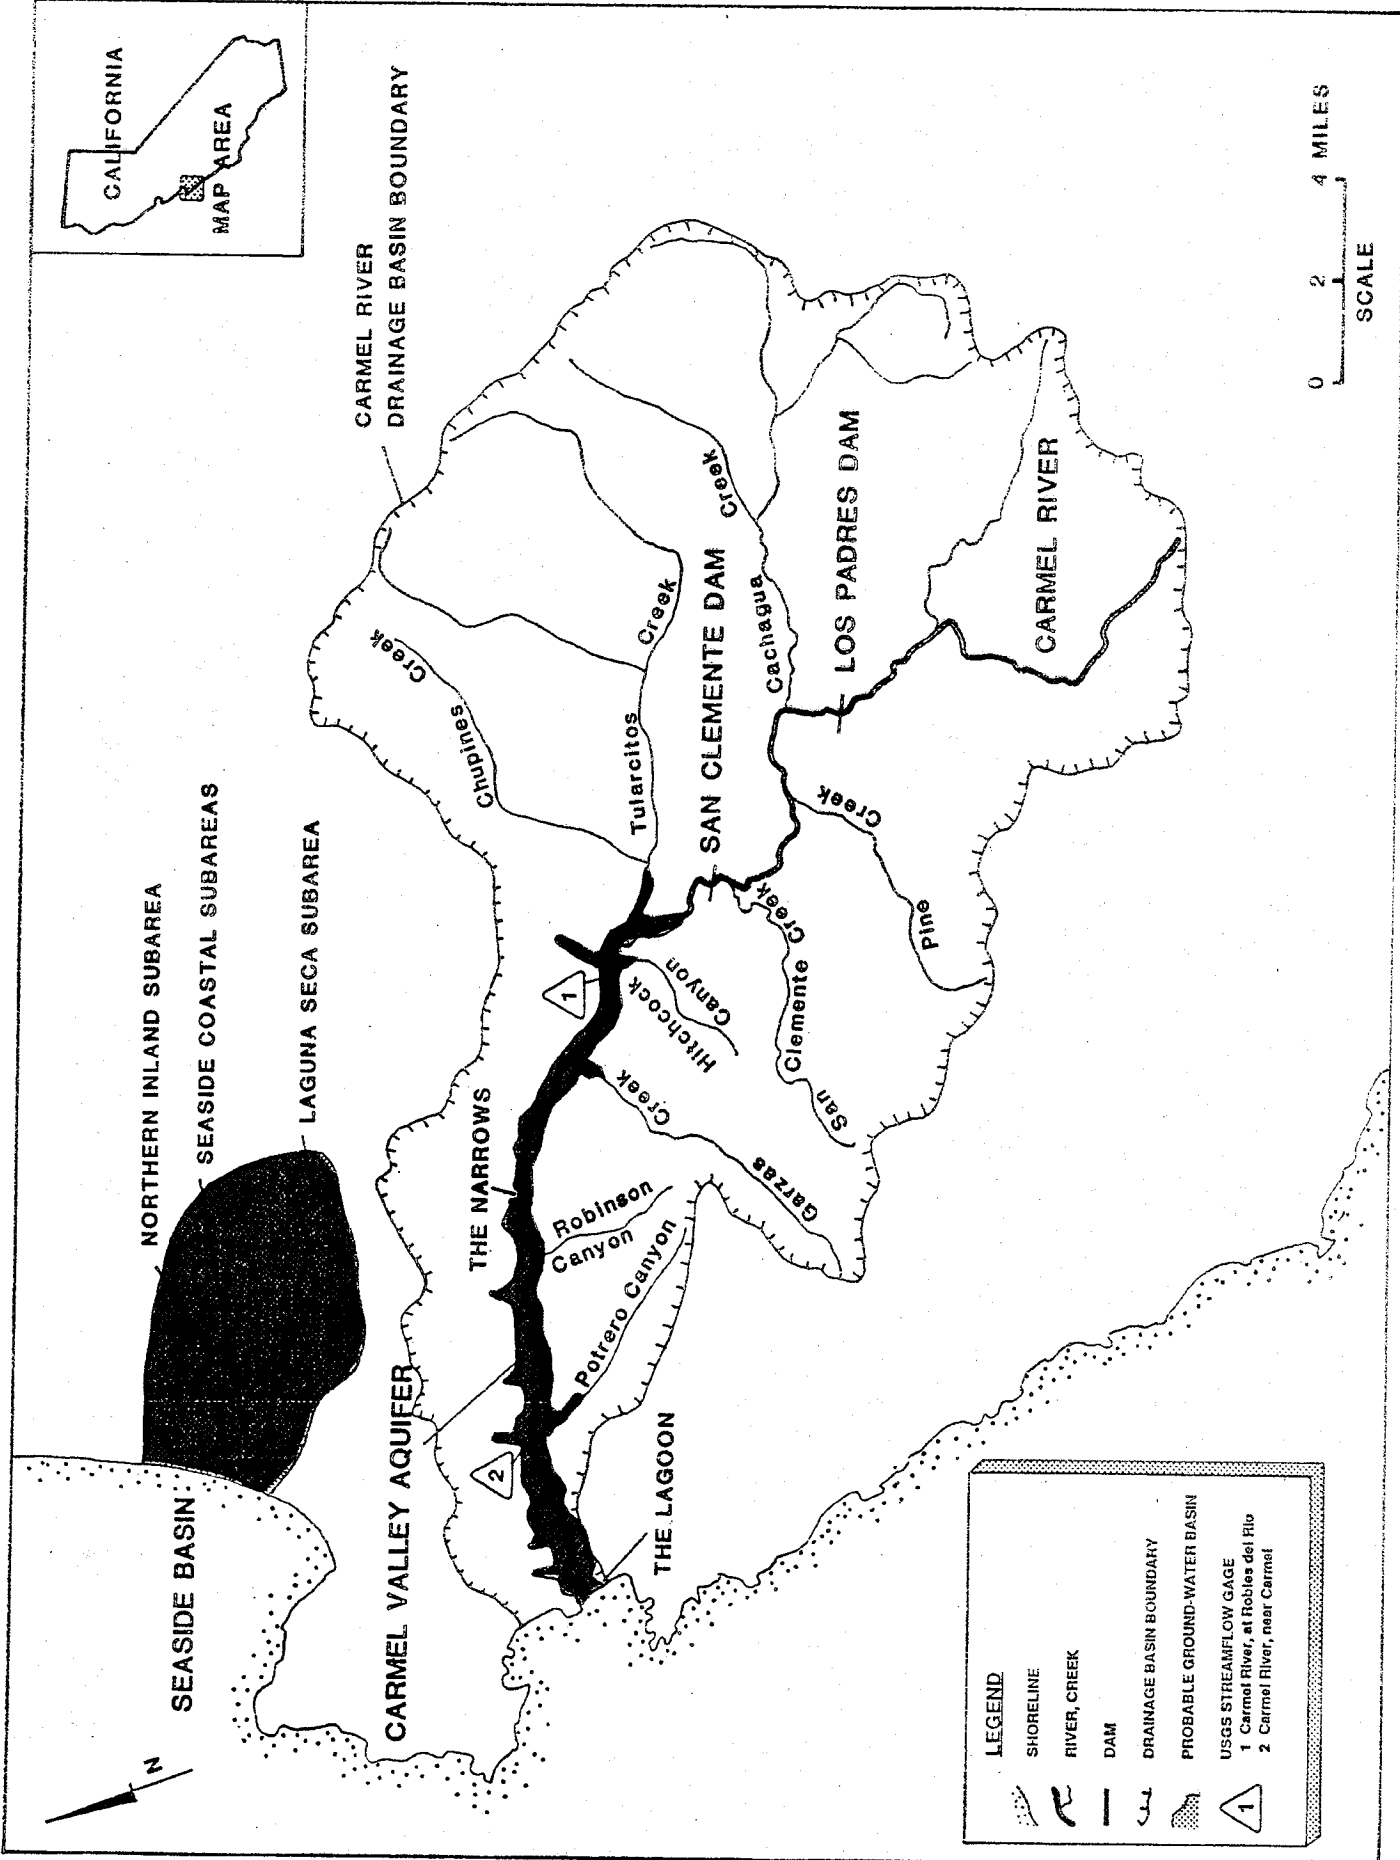 CALIFORNIA
MAP AREA
CARMEL RIVER
DRAINAGE BASIN BOUNDARY
NORTHERN INLAND SUBAREA
SEASIDE COASTAL SUBAREAS
LAGUNA SECA SUBAREA
SEASIDE BASIN
CARMEL VALLEY AQUIFER
THE NARROWS
THE LAGOON
Chupines
Creek
Tularcitos
Creek
SAN CLEMENTE DAM
Cachagua
Creek
LOS PADRES DAM
CARMEL RIVER
Pine
Creek
San
Clemente
Creek
Hitchcock
Canyon
Garzas
Creek
Robinson
Canyon
Potrero Canyon
1
2
N
0 2 4 MILES
SCALE
LEGEND
SHORELINE
RIVER, CREEK
DAM
DRAINAGE BASIN BOUNDARY
PROBABLE GROUND-WATER BASIN
1
USGS STREAMFLOW GAGE
1 Carmel River, at Robles del Rio
2 Carmel River, near Carmel